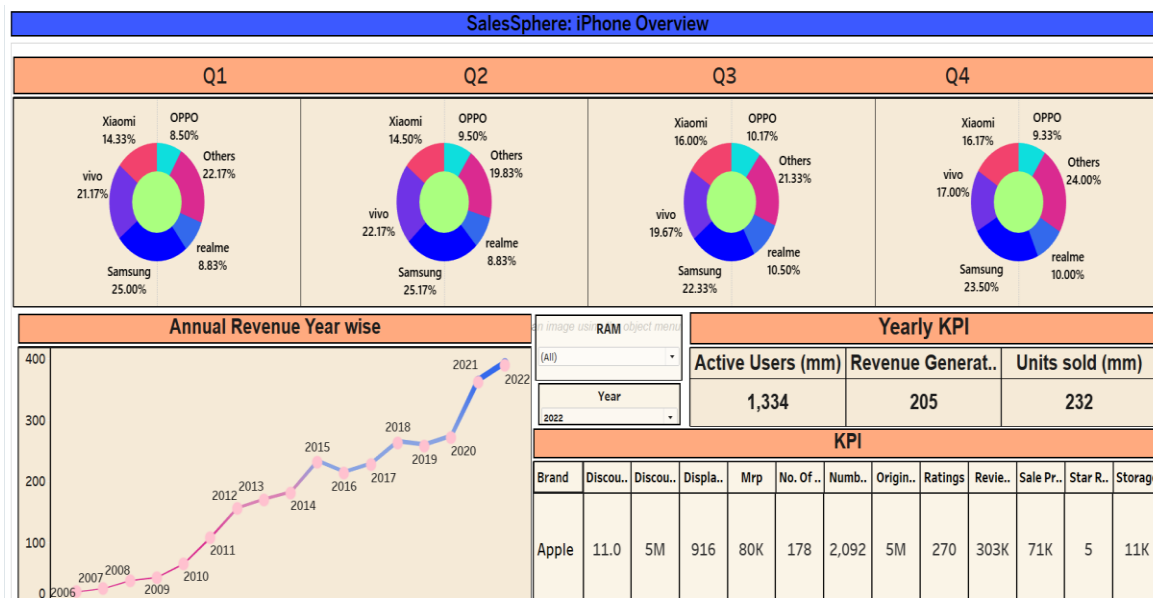 SalesSphere: iPhone Overview
Q1
Q2
Q3
Q4
Xiaomi
14.33%
OPPO
8.50%
Others
22.17%
vivo
21.17%
realme
8.83%
Samsung
25.00%
Xiaomi
14.50%
OPPO
9.50%
Others
19.83%
vivo
22.17%
realme
8.83%
Samsung
25.17%
Xiaomi
16.00%
OPPO
10.17%
Others
21.33%
vivo
19.67%
realme
10.50%
Samsung
22.33%
Xiaomi
16.17%
OPPO
9.33%
Others
24.00%
vivo
17.00%
realme
10.00%
Samsung
23.50%
Annual Revenue Year wise
400
300
200
100
0
2006
2007
2008
2009
2010
2011
2012
2013
2014
2015
2016
2017
2018
2019
2020
2021
2022
an image using the object menu
RAM
(All)
Year
2022
Yearly KPI
Active Users (mm) Revenue Generat.. Units sold (mm)
1,334 205 232
KPI
Brand Discou.. Discou.. Displa.. Mrp No. Of .. Numb.. Origin.. Ratings Revie.. Sale Pr.. Star R.. Storage
Apple 11.0 5M 916 80K 178 2,092 5M 270 303K 71K 5 11K